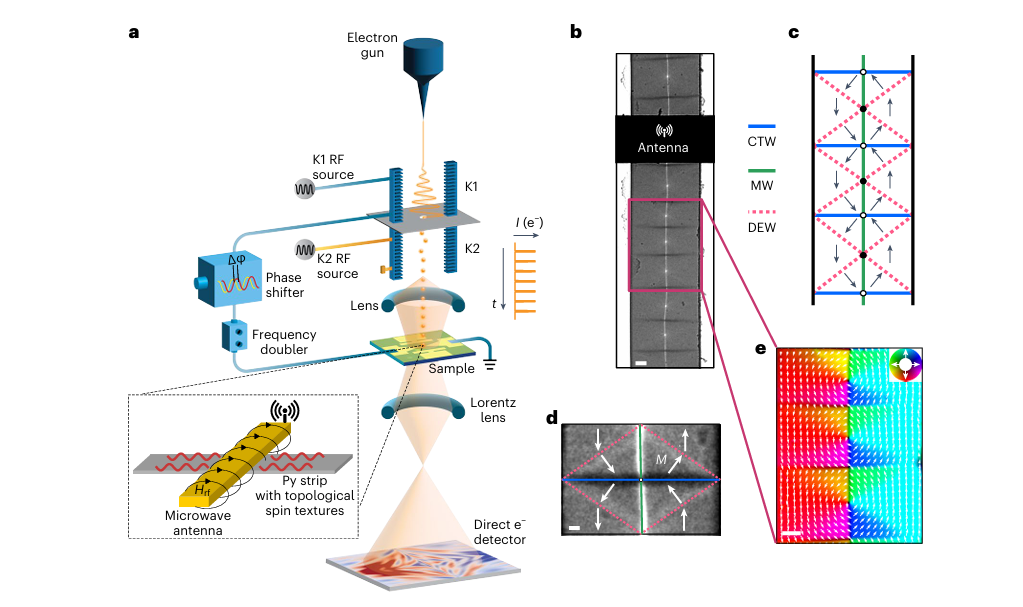 a
Electron
gun
K1 RF
source
K1
K2
K2 RF
source
I (e⁻)
t
Δφ
Phase
shifter
Lens
Frequency
doubler
Sample
Lorentz
lens
Hrf
Py strip
with topological
spin textures
Microwave
antenna
Direct e⁻
detector
b
Antenna
c
CTW
MW
DEW
d
M
e